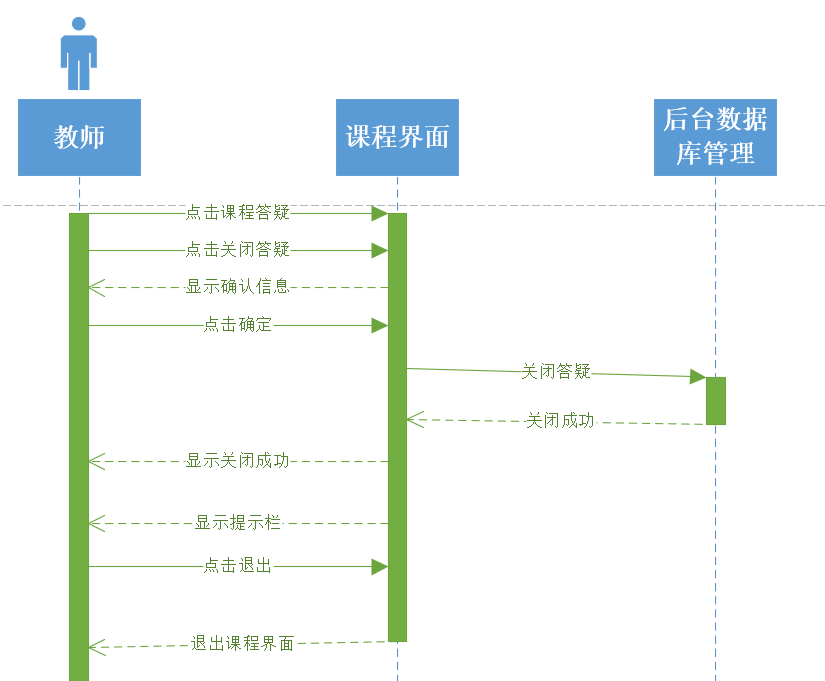 教师
课程界面
后台数据
库管理
点击课程答疑
点击关闭答疑
显示确认信息
点击确定
关闭答疑
关闭成功
显示关闭成功
显示提示栏
点击退出
退出课程界面